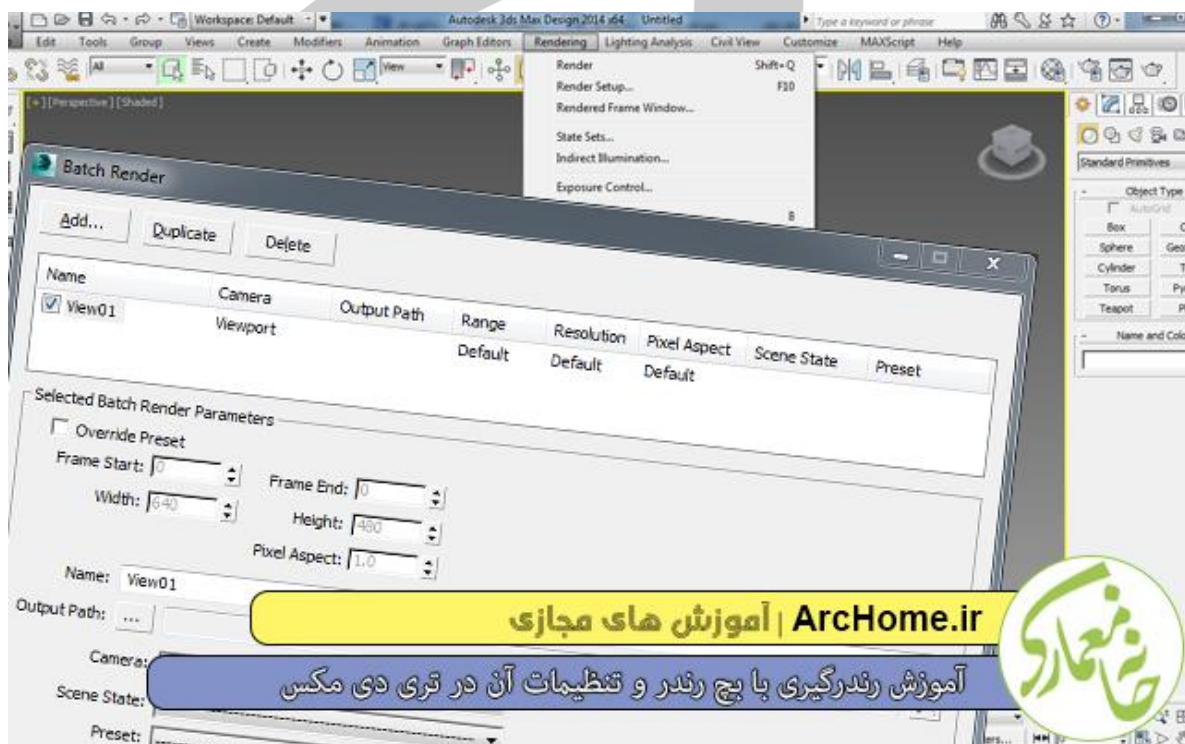 Workspace: Default
Autodesk 3ds Max Design 2014 x64 Untitled
Type a keyword or phrase
Edit Tools Group Views Create Modifiers Animation Graph Editors Rendering Lighting Analysis Civil View Customize MAXScript Help
All
View
Render Shift+Q
Render Setup... F10
Rendered Frame Window...
State Sets...
Indirect Illumination...
Exposure Control...
8
[+][Perspective][Shaded]
Standard Primitives
Object Type
AutoGrid
Box
Sphere
Cylinder
Torus
Teapot
Name and Colo
Batch Render
Add... Duplicate Delete
Name Camera Output Path Range Resolution Pixel Aspect Scene State Preset
View01 Viewport Default Default Default
Selected Batch Render Parameters
Override Preset
Frame Start: 0 Frame End: 0
Width: 640 Height: 480
Pixel Aspect: 1.0
Name: View01
Output Path: ...
Camera:
Scene State:
Preset:
ArcHome.ir | آموزش های مجازی
آموزش رندرگیری با بچ رندر و تنظیمات آن در تری دی مکس
خانه معماری